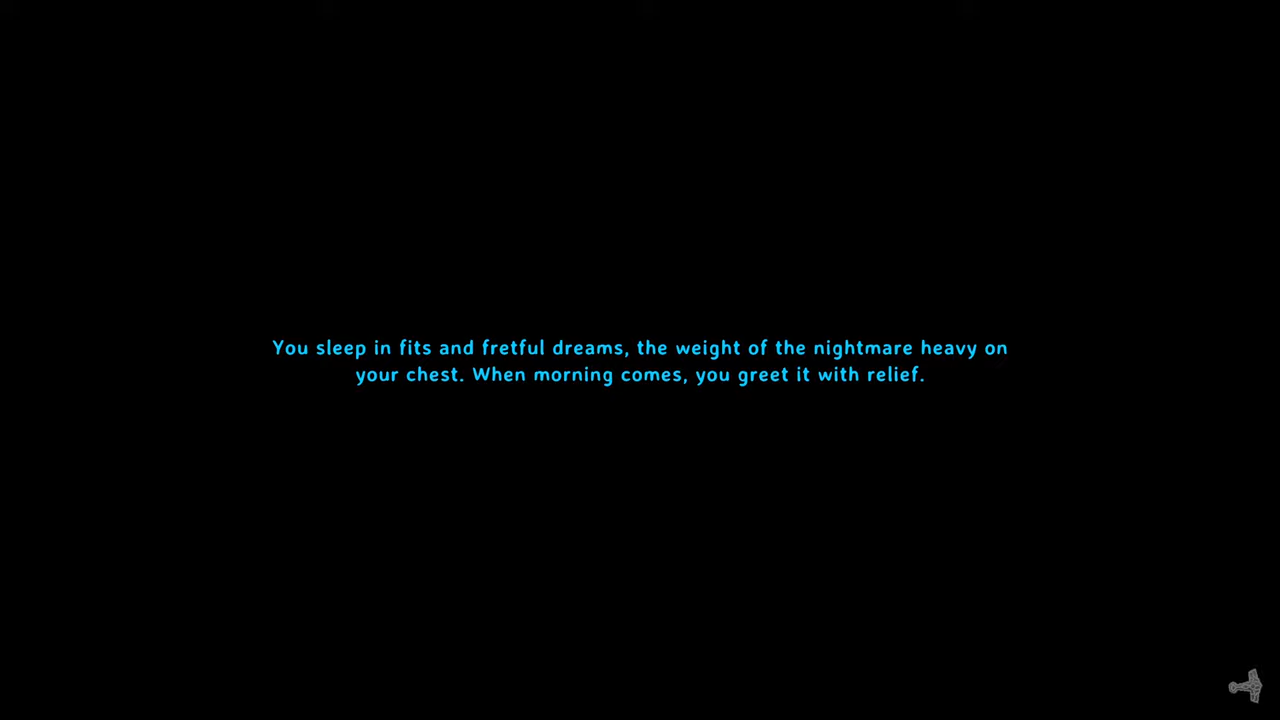 You sleep in fits and fretful dreams, the weight of the nightmare heavy on
your chest. When morning comes, you greet it with relief.